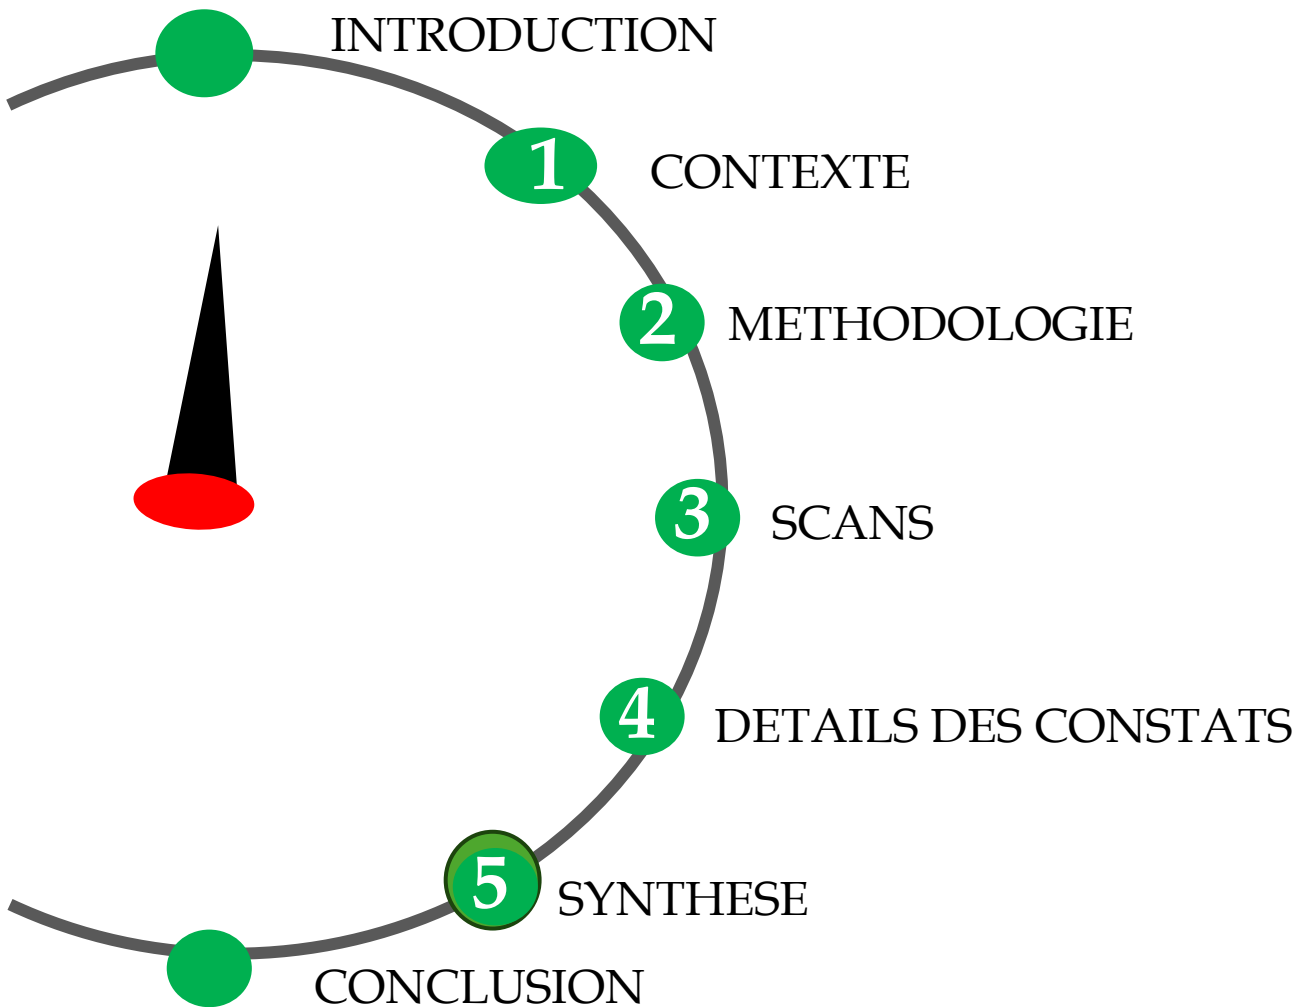 INTRODUCTION
1 CONTEXTE
2 METHODOLOGIE
3 SCANS
4 DETAILS DES CONSTATS
5 SYNTHESE
CONCLUSION